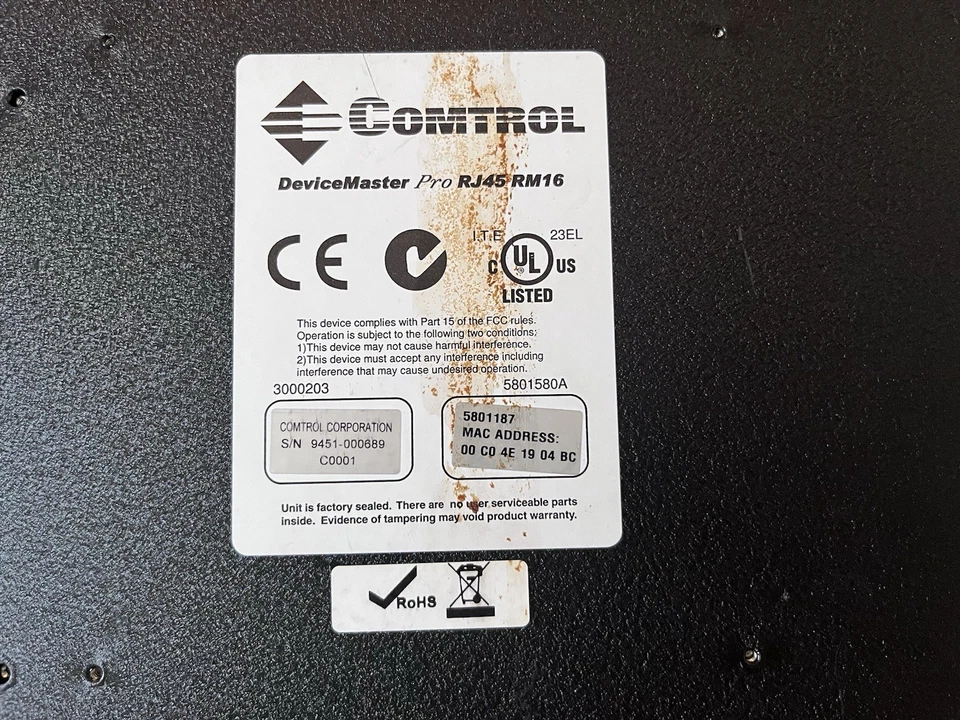 COMTROL
DeviceMaster Pro RJ45 RM16
CE
I.T.E 23EL
C UL US
®
LISTED
This device complies with Part 15 of the FCC rules.
Operation is subject to the following two conditions:
1)This device may not cause harmful interference.
2)This device must accept any interference including
interference that may cause undesired operation.
3000203 5801580A
COMTROL CORPORATION
S/N 9451-000689
C0001
5801187
MAC ADDRESS:
00 C0 4E 19 04 BC
Unit is factory sealed. There are no user serviceable parts
inside. Evidence of tampering may void product warranty.
RoHS